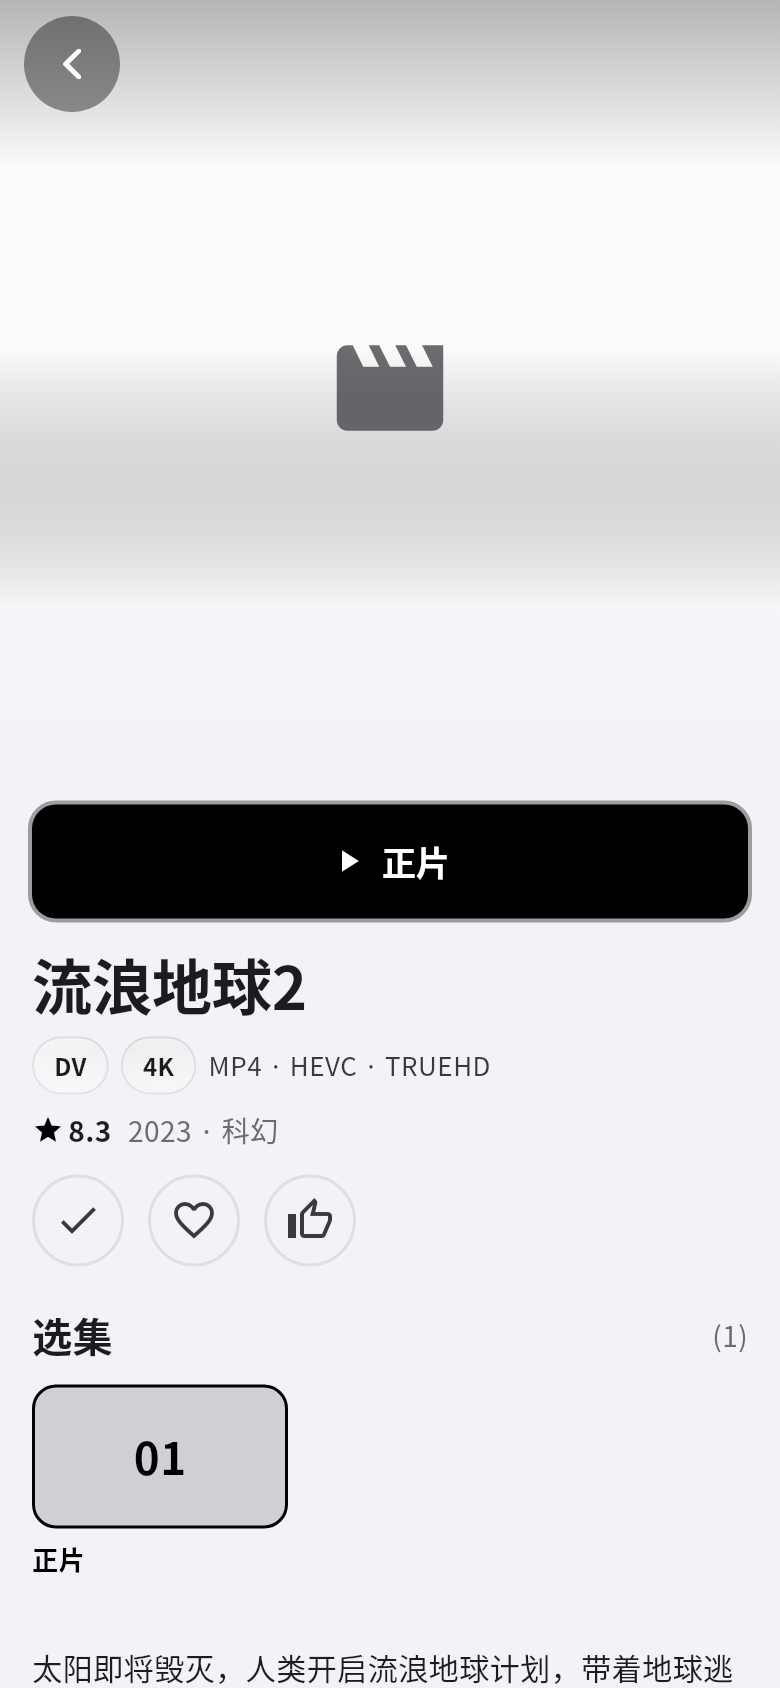 正片
流浪地球2
DV 4K MP4 · HEVC · TRUEHD
8.3 2023 · 科幻
选集 (1)
01
正片
太阳即将毁灭，人类开启流浪地球计划，带着地球逃